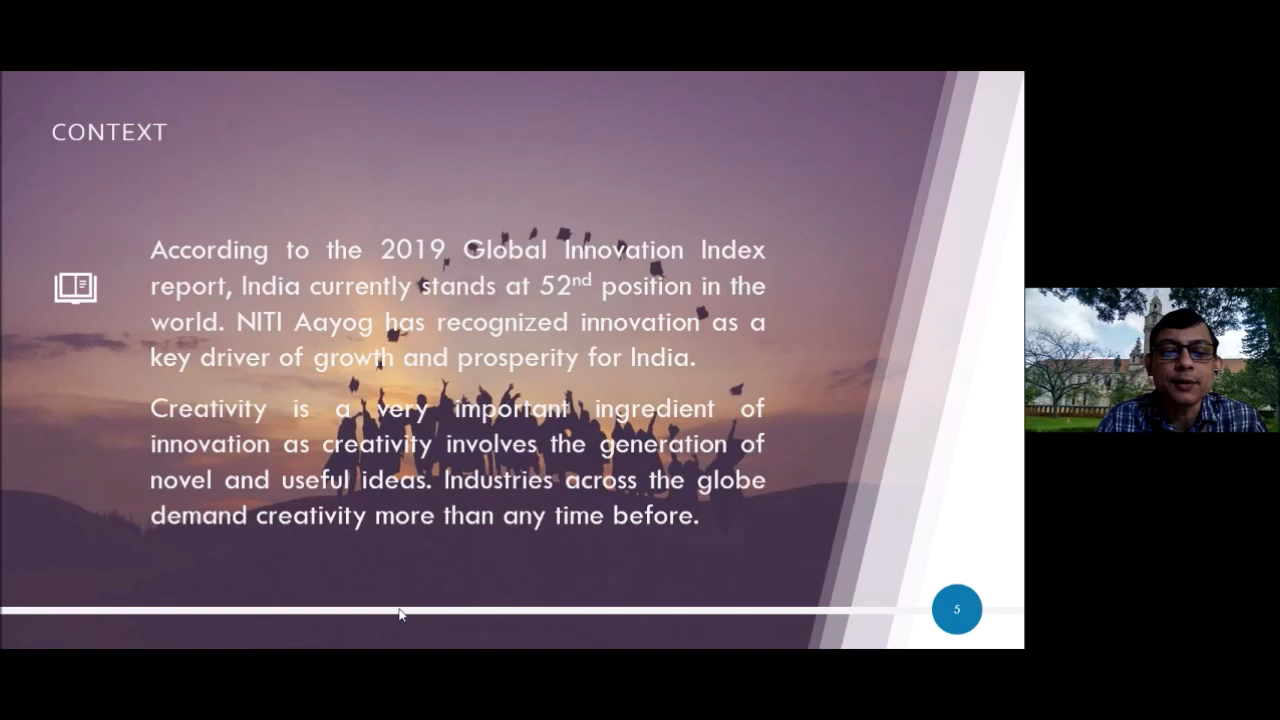 CONTEXT
According to the 2019 Global Innovation Index
report, India currently stands at 52nd position in the
world. NITI Aayog has recognized innovation as a
key driver of growth and prosperity for India.
Creativity is a very important ingredient of
innovation as creativity involves the generation of
novel and useful ideas. Industries across the globe
demand creativity more than any time before.
5